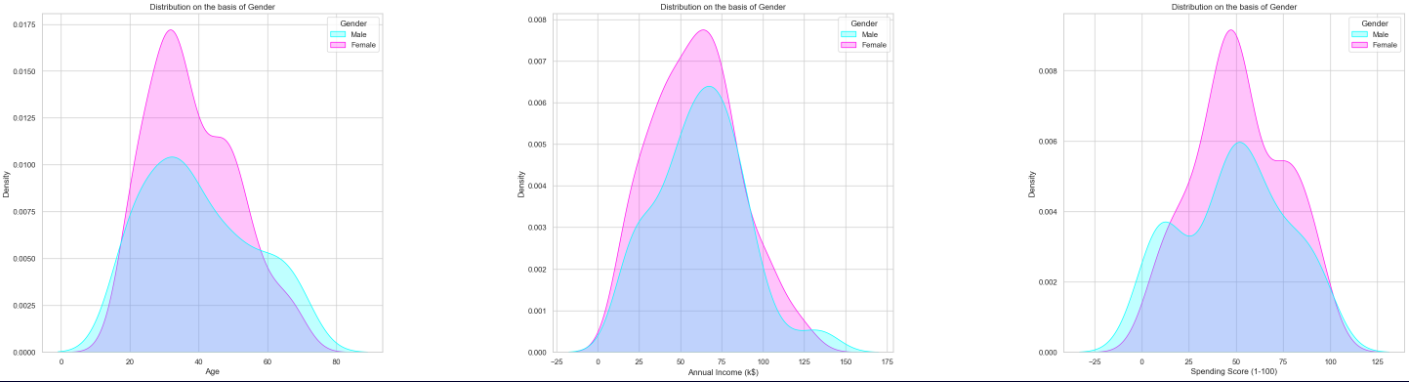 Distribution on the basis of Gender
Gender
Male
Female
0.0175
0.0150
0.0125
0.0100
0.0075
0.0050
0.0025
0.0000
Density
0
20
40
60
80
Age
Distribution on the basis of Gender
Gender
Male
Female
0.008
0.007
0.006
0.005
0.004
0.003
0.002
0.001
0.000
Density
−25
0
25
50
75
100
125
150
175
Annual Income (k$)
Distribution on the basis of Gender
Gender
Male
Female
0.008
0.006
0.004
0.002
0.000
Density
−25
0
25
50
75
100
125
Spending Score (1-100)